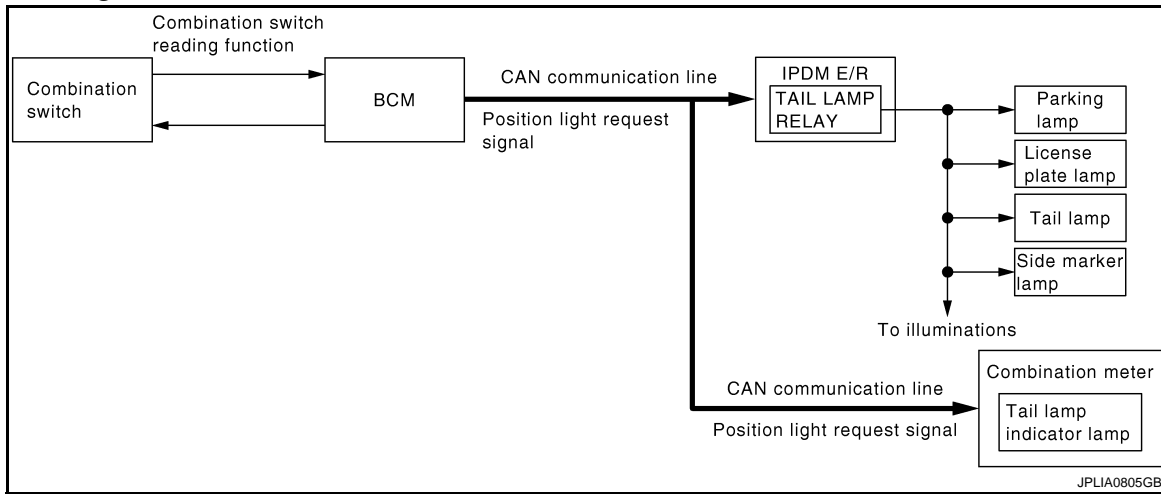 Combination switch
reading function
Combination
switch
BCM
CAN communication line
Position light request
signal
IPDM E/R
TAIL LAMP
RELAY
Parking
lamp
License
plate lamp
Tail lamp
Side marker
lamp
To illuminations
CAN communication line
Position light request signal
Combination meter
Tail lamp
indicator lamp
JPLIA0805GB